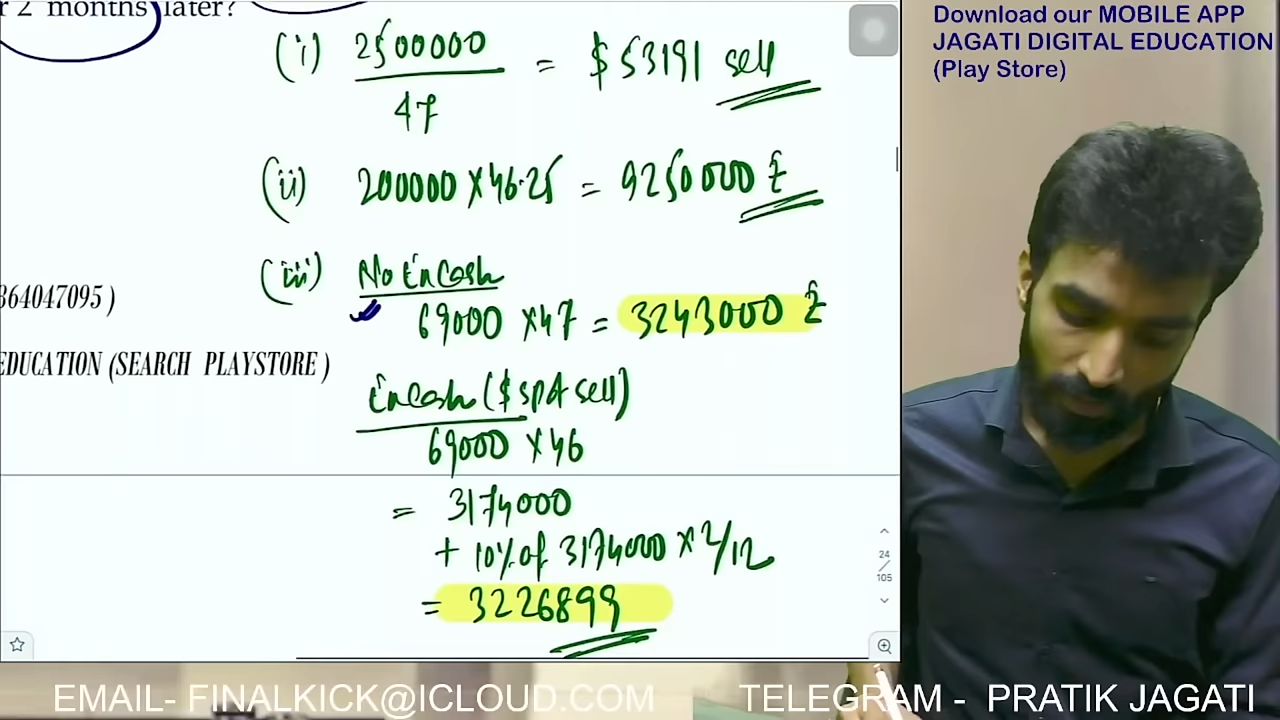 r 2 months later?
(i) 2500000
47
= $53191 sell
(ii) 200000 × 46.25 = 9250000 ₹
(iii) No Encash
69000 × 47 = 3243000 ₹
Encash ($ spot sell)
69000 × 46
= 3174000
+ 10% of 3174000 × 2/12
= 3226899
864047095 )
EDUCATION (SEARCH PLAYSTORE )
24
/
105
Download our MOBILE APP
JAGATI DIGITAL EDUCATION
(Play Store)
EMAIL- FINALKICK@ICLOUD.COM
TELEGRAM - PRATIK JAGATI